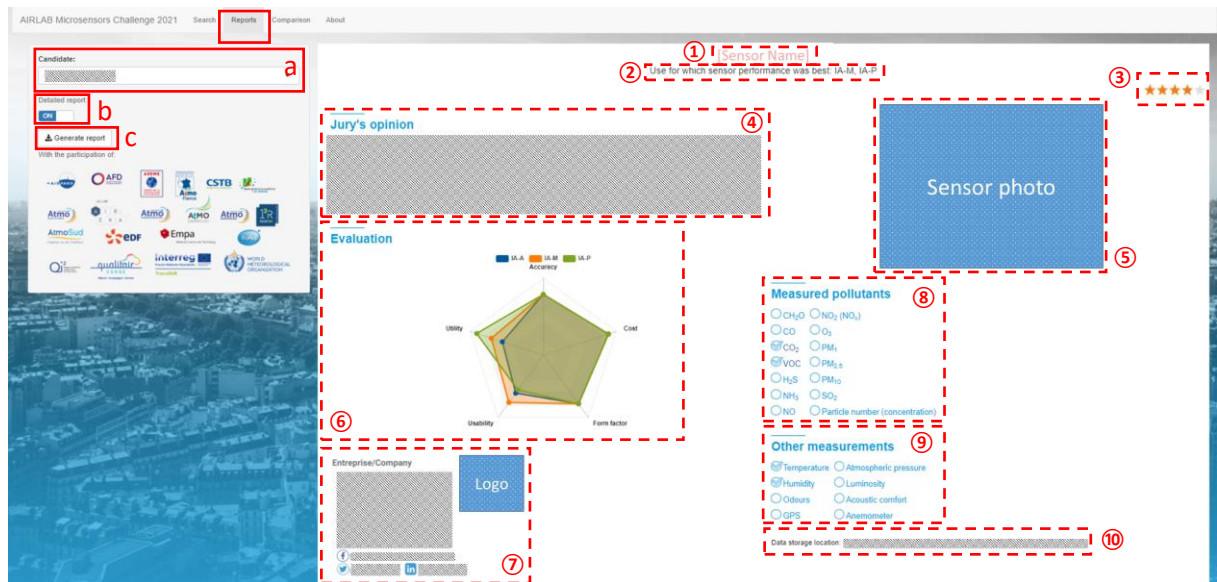 AIRLAB Microsensors Challenge 2021 Search Reports Comparison About
Candidate:
a
Detailed report:
ON
b
Generate report
c
With the participation of:
AFD
Atmo France
CSTB
Atmo
Atmo
ATMO
Atmo
AtmoSud
edf
Empa
qualitair
Interreg
WORLD METEOROLOGICAL ORGANIZATION
①
[Sensor Name]
②
Use for which sensor performance was best: IA-M, IA-P
③
④
Jury's opinion
Sensor photo
⑤
Evaluation
IA-A IA-M IA-P
Accuracy
Utility
Cost
Usability
Form factor
⑥
Entreprise/Company
Logo
⑦
Measured pollutants
⑧
CH₂O NO₂ (NOₓ)
CO O₃
CO₂ PM₁
VOC PM₂.₅
H₂S PM₁₀
NH₃ SO₂
NO Particle number (concentration)
Other measurements
⑨
Temperature Atmospheric pressure
Humidity Luminosity
Odours Acoustic comfort
GPS Anemometer
Data storage location:
⑩